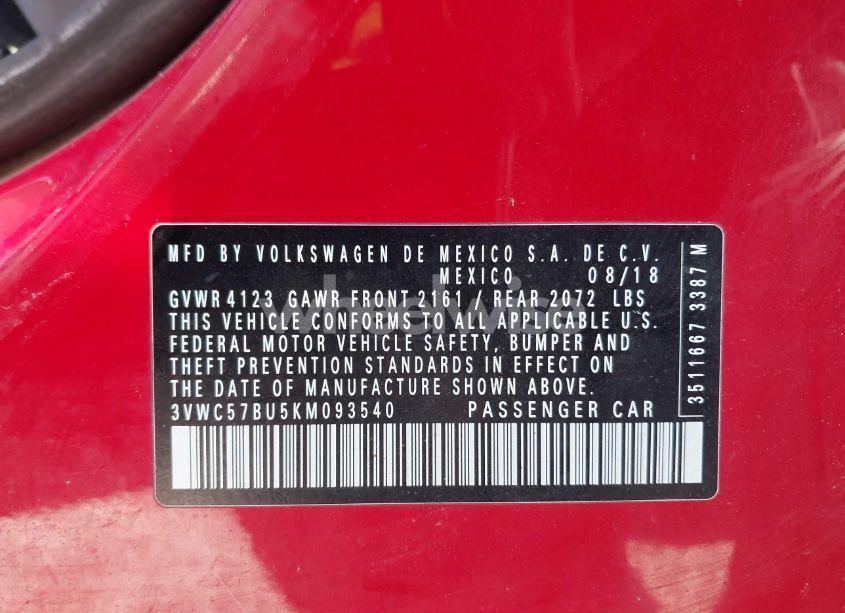 MFD BY VOLKSWAGEN DE MEXICO S.A. DE C.V.
MEXICO 08/18
GVWR 4123 GAWR FRONT 2161 / REAR 2072 LBS
THIS VEHICLE CONFORMS TO ALL APPLICABLE U.S.
FEDERAL MOTOR VEHICLE SAFETY, BUMPER AND
THEFT PREVENTION STANDARDS IN EFFECT ON
THE DATE OF MANUFACTURE SHOWN ABOVE.
3VWC57BU5KM093540 PASSENGER CAR
3511667 3387 M
wheelwise